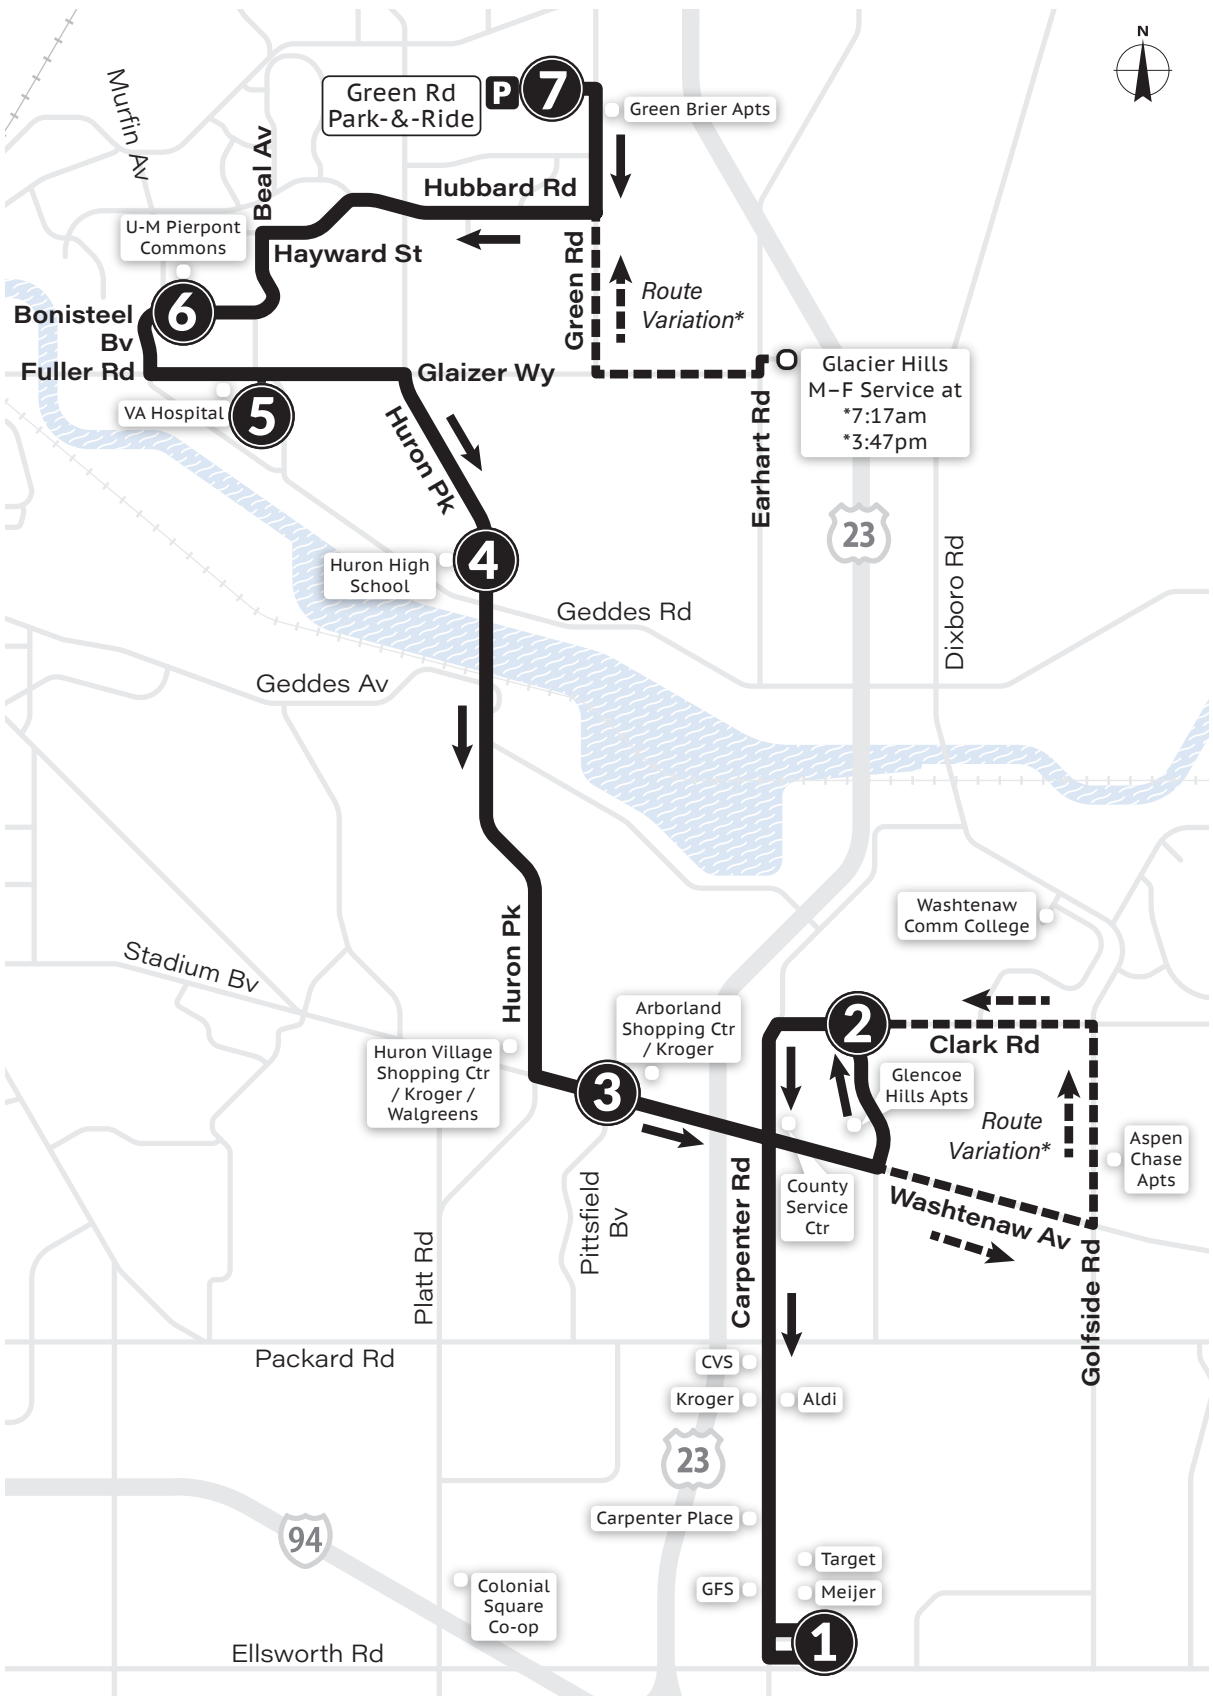 N
Murfin Av
Green Rd
Park-&-Ride
P
7
Green Brier Apts
Beal Av
Hubbard Rd
U-M Pierpont
Commons
Hayward St
Green Rd
Route
Variation*
6
Bonisteel
Bv
Fuller Rd
Glaizer Wy
Glacier Hills
M–F Service at
*7:17am
*3:47pm
VA Hospital
5
Huron Pk
Earhart Rd
23
Dixboro Rd
Huron High
School
4
Geddes Rd
Geddes Av
Washtenaw
Comm College
Huron Pk
Stadium Bv
Arborland
Shopping Ctr
/ Kroger
2
Clark Rd
Huron Village
Shopping Ctr
/ Kroger /
Walgreens
3
Glencoe
Hills Apts
Route
Variation*
Aspen
Chase
Apts
County
Service
Ctr
Washtenaw Av
Pittsfield
Bv
Platt Rd
Carpenter Rd
Golfside Rd
Packard Rd
CVS
Kroger
Aldi
23
Carpenter Place
94
Target
GFS
Meijer
Colonial
Square
Co-op
1
Ellsworth Rd